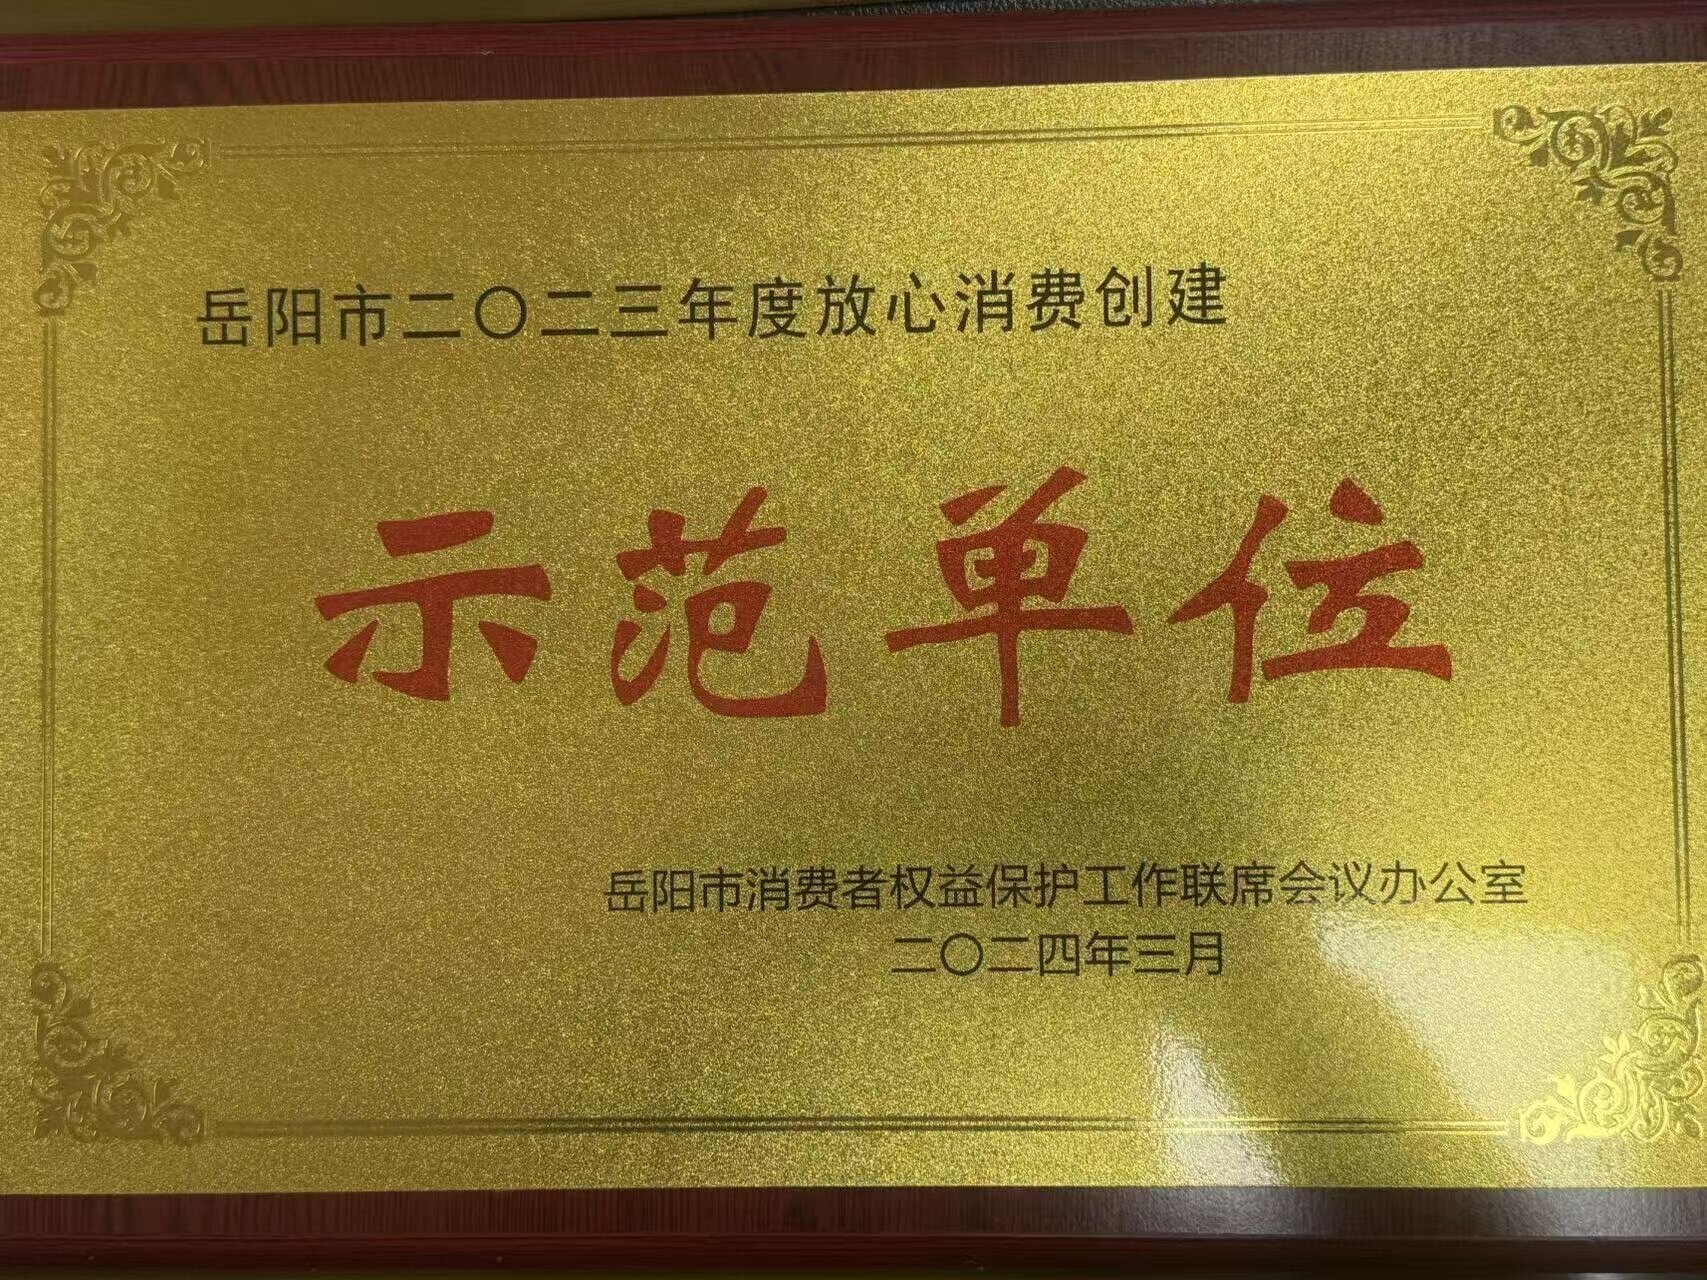 岳阳市二〇二三年度放心消费创建
示范单位
岳阳市消费者权益保护工作联席会议办公室
二〇二四年三月